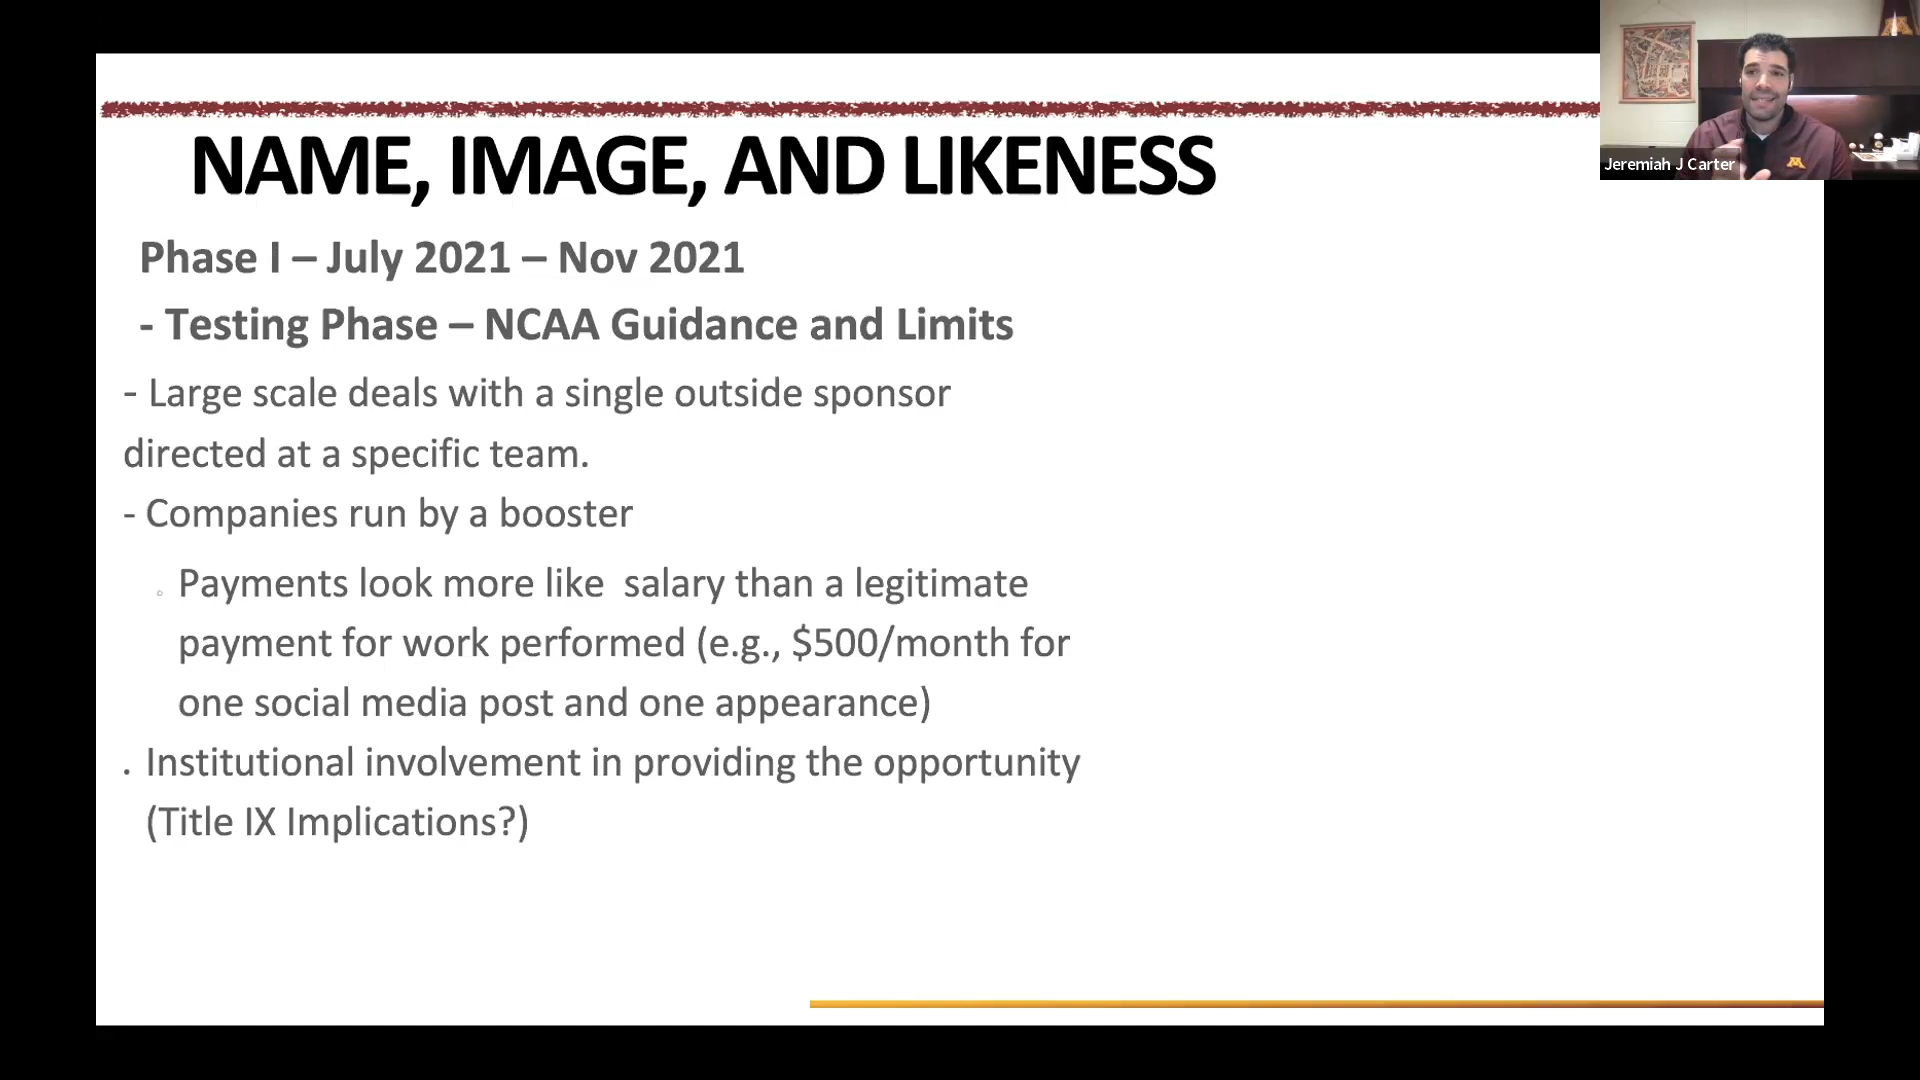 NAME, IMAGE, AND LIKENESS
Jeremiah J Carter
Phase I – July 2021 – Nov 2021
- Testing Phase – NCAA Guidance and Limits
- Large scale deals with a single outside sponsor
directed at a specific team.
- Companies run by a booster
Payments look more like salary than a legitimate
payment for work performed (e.g., $500/month for
one social media post and one appearance)
. Institutional involvement in providing the opportunity
(Title IX Implications?)